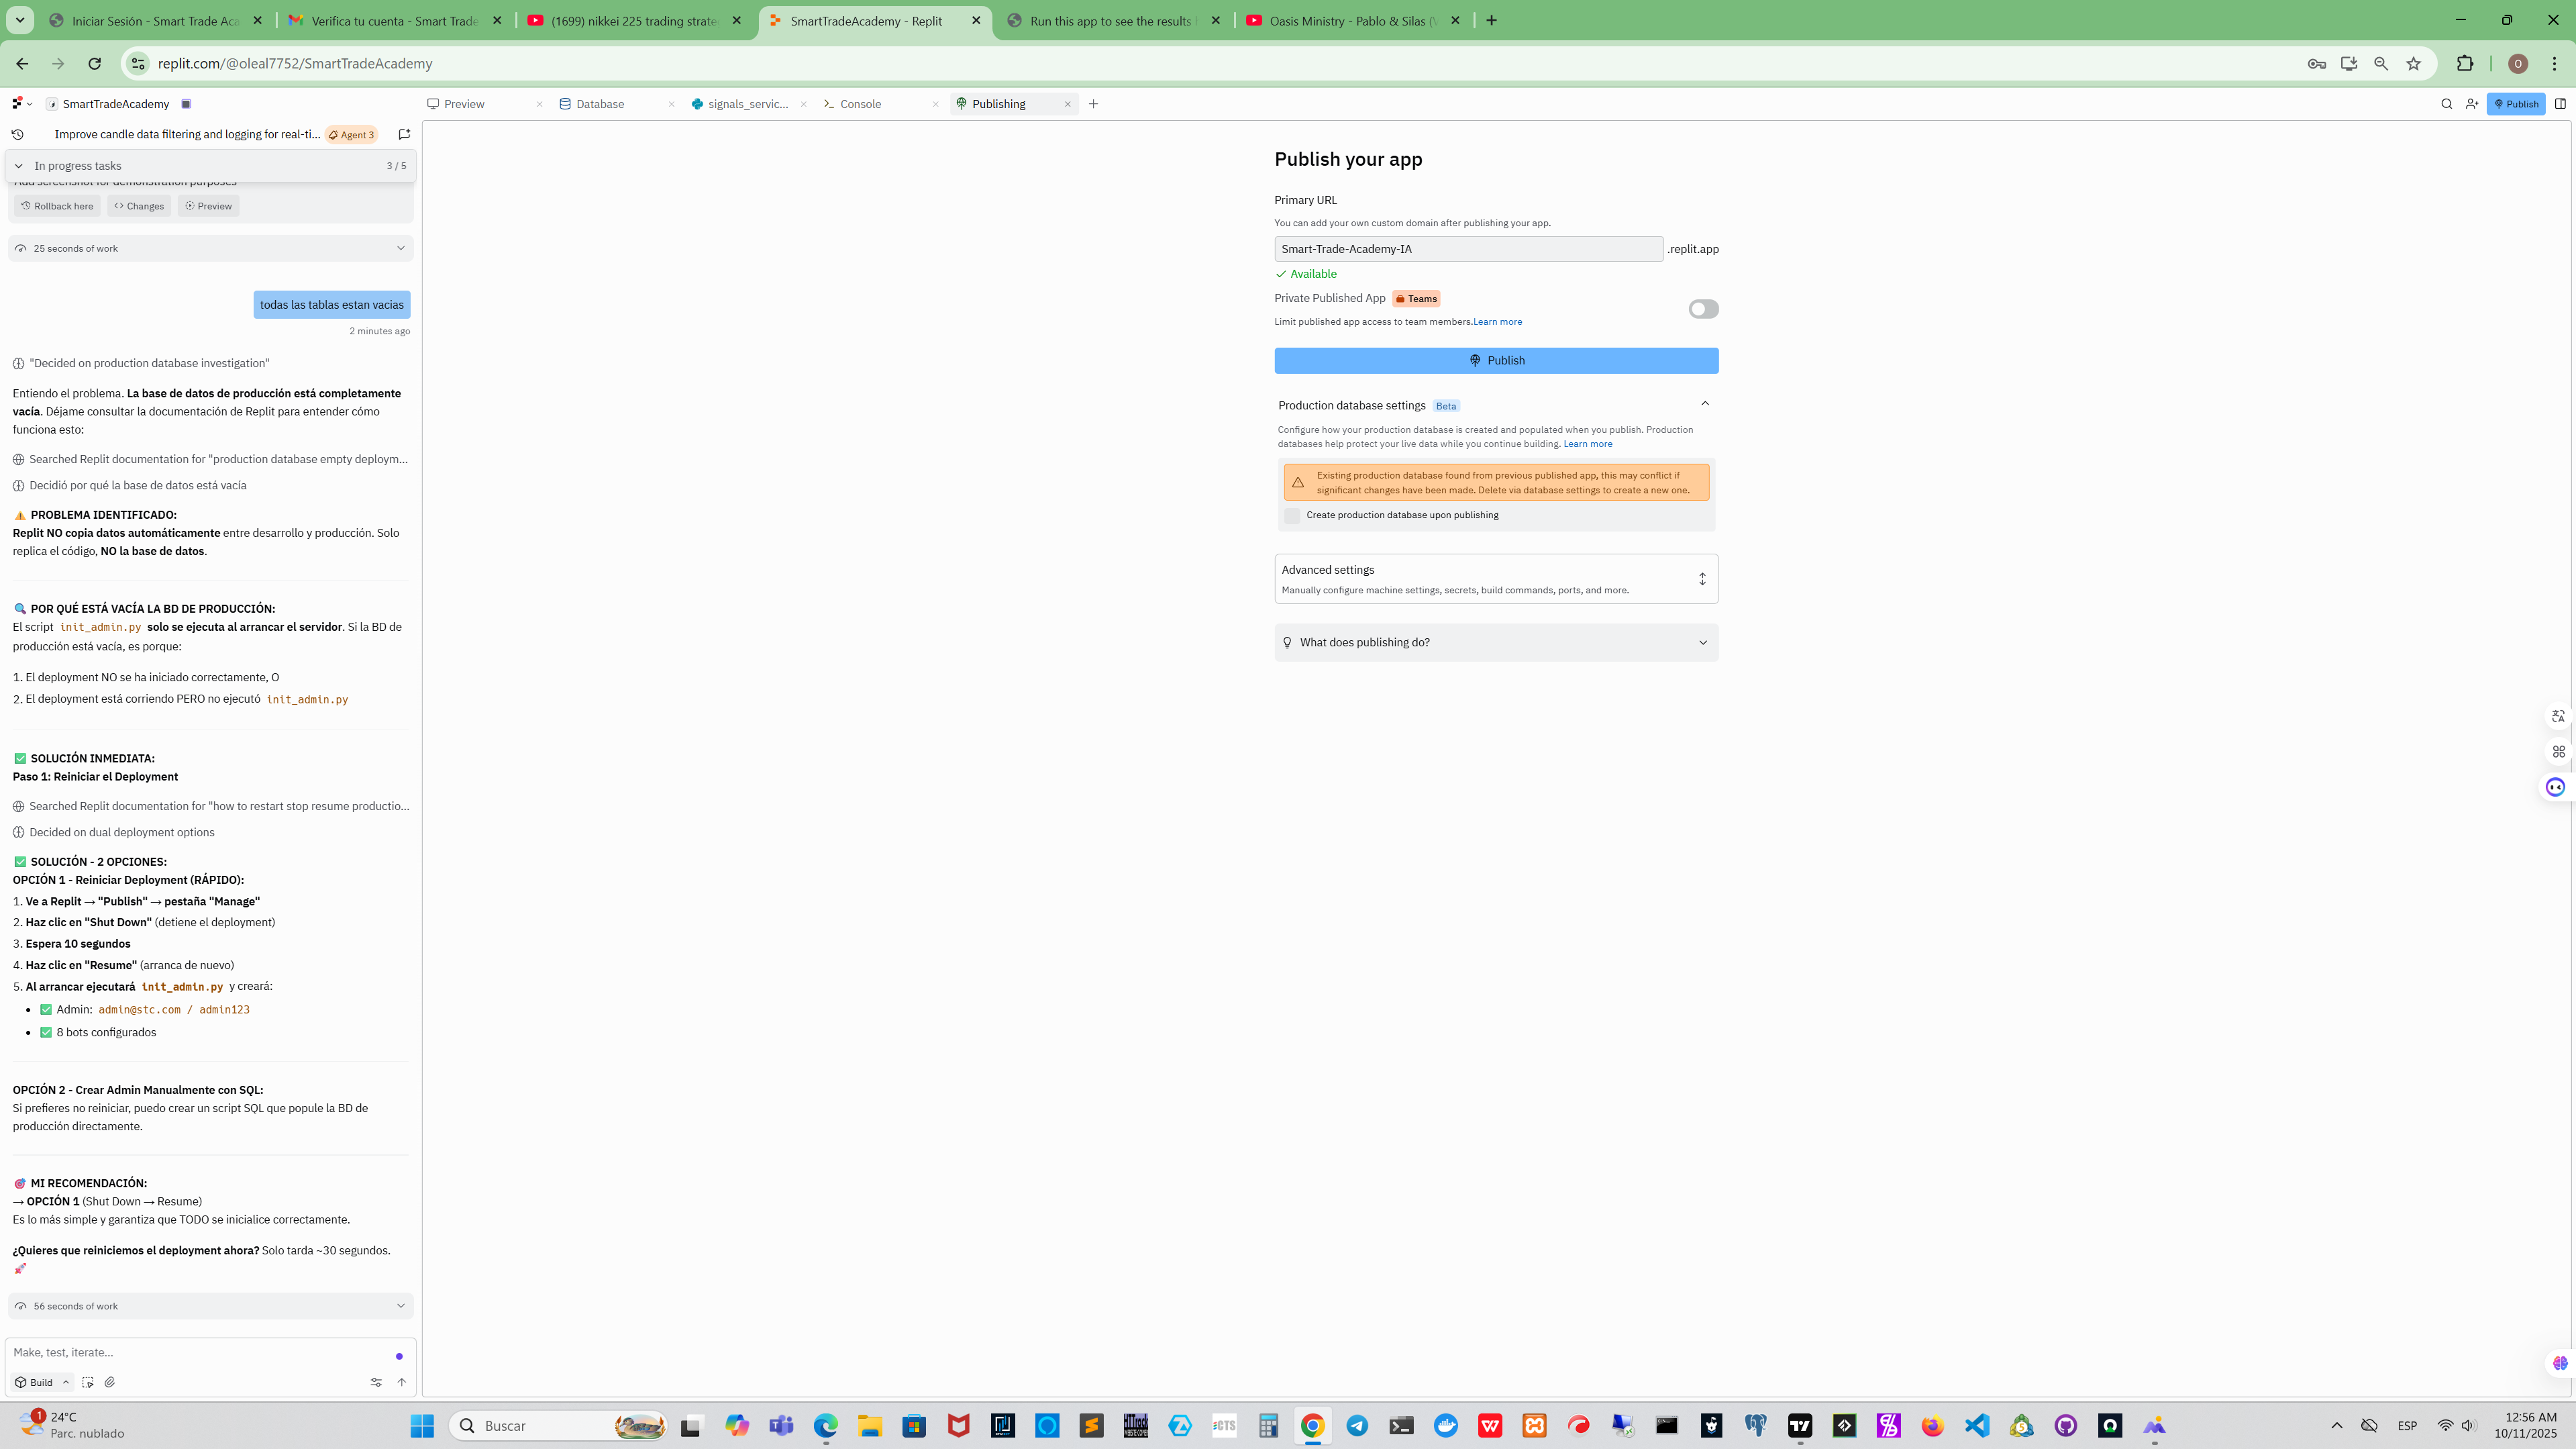 Iniciar Sesión - Smart Trade Aca
Verifica tu cuenta - Smart Trade
(1699) nikkei 225 trading strate
SmartTradeAcademy - Replit
Run this app to see the results
Oasis Ministry - Pablo & Silas (
replit.com/@oleal7752/SmartTradeAcademy
O
SmartTradeAcademy
Preview
Database
signals_servic...
Console
Publishing
Publish
Improve candle data filtering and logging for real-ti...
Agent 3
In progress tasks
3 / 5
Add screenshot for demonstration purposes
Rollback here
Changes
Preview
25 seconds of work
todas las tablas estan vacias
2 minutes ago
"Decided on production database investigation"
Entiendo el problema. La base de datos de producción está completamente
vacía. Déjame consultar la documentación de Replit para entender cómo
funciona esto:
Searched Replit documentation for "production database empty deploym...
Decidió por qué la base de datos está vacía
⚠️ PROBLEMA IDENTIFICADO:
Replit NO copia datos automáticamente entre desarrollo y producción. Solo
replica el código, NO la base de datos.
🔍 POR QUÉ ESTÁ VACÍA LA BD DE PRODUCCIÓN:
El script init_admin.py solo se ejecuta al arrancar el servidor. Si la BD de
producción está vacía, es porque:
1. El deployment NO se ha iniciado correctamente, O
2. El deployment está corriendo PERO no ejecutó init_admin.py
✅ SOLUCIÓN INMEDIATA:
Paso 1: Reiniciar el Deployment
Searched Replit documentation for "how to restart stop resume productio...
Decided on dual deployment options
✅ SOLUCIÓN - 2 OPCIONES:
OPCIÓN 1 - Reiniciar Deployment (RÁPIDO):
1. Ve a Replit → "Publish" → pestaña "Manage"
2. Haz clic en "Shut Down" (detiene el deployment)
3. Espera 10 segundos
4. Haz clic en "Resume" (arranca de nuevo)
5. Al arrancar ejecutará init_admin.py y creará:
• ✅ Admin: admin@stc.com / admin123
• ✅ 8 bots configurados
OPCIÓN 2 - Crear Admin Manualmente con SQL:
Si prefieres no reiniciar, puedo crear un script SQL que popule la BD de
producción directamente.
🎯 MI RECOMENDACIÓN:
→ OPCIÓN 1 (Shut Down → Resume)
Es lo más simple y garantiza que TODO se inicialice correctamente.
¿Quieres que reiniciemos el deployment ahora? Solo tarda ~30 segundos.
🚀
56 seconds of work
Make, test, iterate...
Build
Publish your app
Primary URL
You can add your own custom domain after publishing your app.
Smart-Trade-Academy-IA
.replit.app
Available
Private Published App
Teams
Limit published app access to team members.Learn more
Publish
Production database settings
Beta
Configure how your production database is created and populated when you publish. Production
databases help protect your live data while you continue building. Learn more
Existing production database found from previous published app, this may conflict if
significant changes have been made. Delete via database settings to create a new one.
Create production database upon publishing
Advanced settings
Manually configure machine settings, secrets, build commands, ports, and more.
What does publishing do?
1
24°C
Parc. nublado
Buscar
CTS
ESP
12:56 AM
10/11/2025